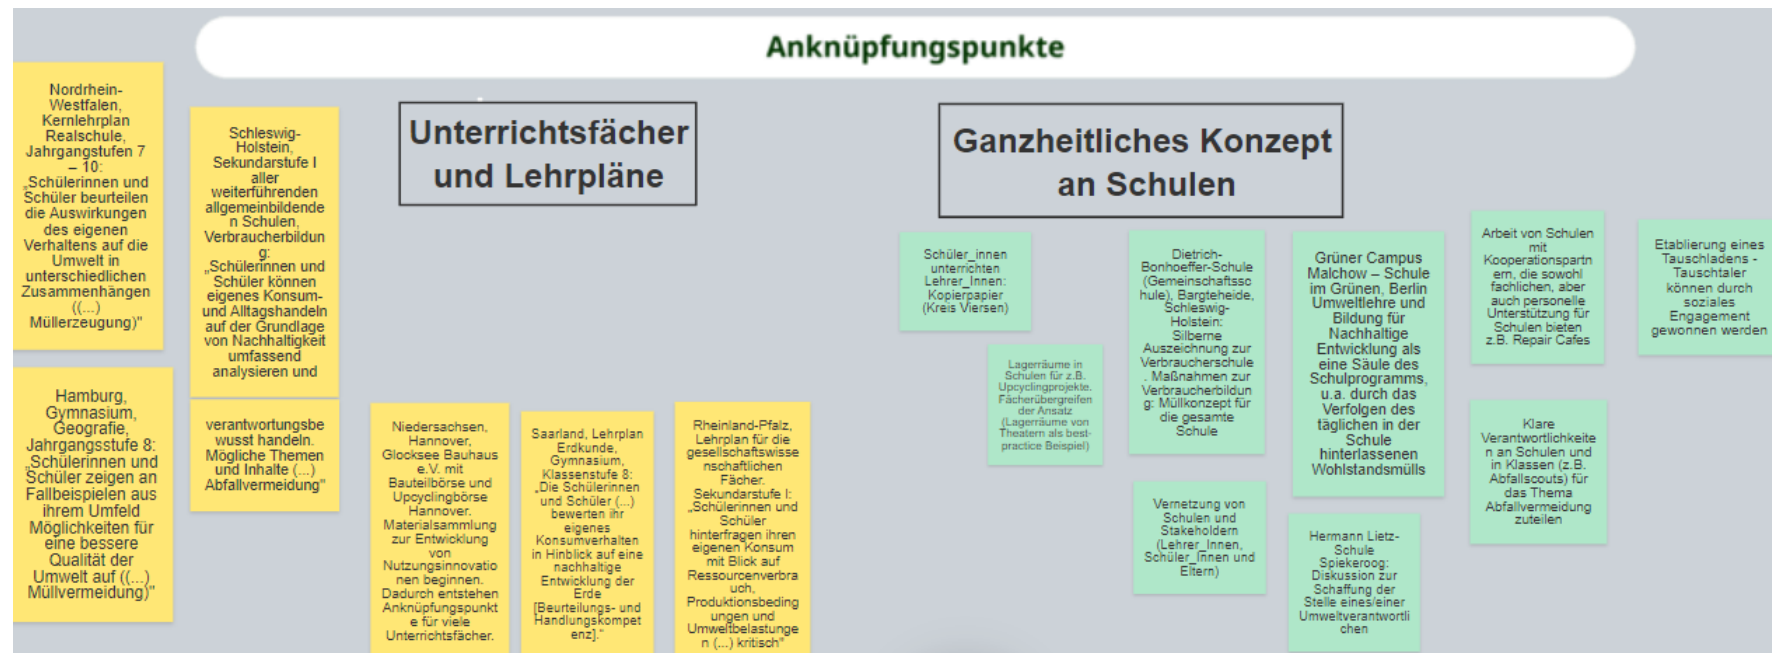 Anknüpfungspunkte
Nordrhein-
Westfalen,
Kernlehrplan
Realschule,
Jahrgangstufen 7
– 10:
„Schülerinnen und
Schüler beurteilen
die Auswirkungen
des eigenen
Verhaltens auf die
Umwelt in
unterschiedlichen
Zusammenhängen
((...)
Müllerzeugung)"
Hamburg,
Gymnasium,
Geografie,
Jahrgangsstufe 8:
„Schülerinnen und
Schüler zeigen an
Fallbeispielen aus
ihrem Umfeld
Möglichkeiten für
eine bessere
Qualität der
Umwelt auf ((...)
Müllvermeidung)"
Schleswig-
Holstein,
Sekundarstufe I
aller
weiterführenden
allgemeinbildende
n Schulen,
Verbraucherbildun
g:
„Schülerinnen und
Schüler können
eigenes Konsum-
und Alltagshandeln
auf der Grundlage
von Nachhaltigkeit
umfassend
analysieren und
verantwortungsbe
wusst handeln.
Mögliche Themen
und Inhalte (...)
Abfallvermeidung"
Unterrichtsfächer
und Lehrpläne
Niedersachsen,
Hannover,
Glocksee Bauhaus
e.V. mit
Bauteilbörse und
Upcyclingbörse
Hannover.
Materialsammlung
zur Entwicklung
von
Nutzungsinnovatio
nen beginnen.
Dadurch entstehen
Anknüpfungspunkt
e für viele
Unterrichtsfächer.
Saarland, Lehrplan
Erdkunde,
Gymnasium,
Klassenstufe 8:
„Die Schülerinnen
und Schüler (...)
bewerten ihr
eigenes
Konsumverhalten
in Hinblick auf eine
nachhaltige
Entwicklung der
Erde
[Beurteilungs- und
Handlungskompet
enz]."
Rheinland-Pfalz,
Lehrplan für die
gesellschaftswisse
nschaftlichen
Fächer.
Sekundarstufe I:
„Schülerinnen und
Schüler
hinterfragen ihren
eigenen Konsum
mit Blick auf
Ressourcenverbra
uch,
Produktionsbeding
ungen und
Umweltbelastunge
n (...) kritisch"
Ganzheitliches Konzept
an Schulen
Schüler_innen
unterrichten
Lehrer_Innen:
Kopierpapier
(Kreis Viersen)
Lagerräume in
Schulen für z.B.
Upcyclingprojekte.
Fächerübergreifen
der Ansatz
(Lagerräume von
Theatern als best-
practice Beispiel)
Dietrich-
Bonhoeffer-Schule
(Gemeinschaftssc
hule), Bargteheide,
Schleswig-
Holstein:
Silberne
Auszeichnung zur
Verbraucherschule
. Maßnahmen zur
Verbraucherbildun
g: Müllkonzept für
die gesamte
Schule
Vernetzung von
Schulen und
Stakeholdern
(Lehrer_Innen,
Schüler_Innen und
Eltern)
Grüner Campus
Malchow – Schule
im Grünen, Berlin
Umweltlehre und
Bildung für
Nachhaltige
Entwicklung als
eine Säule des
Schulprogramms,
u.a. durch das
Verfolgen des
täglichen in der
Schule
hinterlassenen
Wohlstandsmülls
Hermann Lietz-
Schule
Spiekeroog:
Diskussion zur
Schaffung der
Stelle eines/einer
Umweltverantwortli
chen
Arbeit von Schulen
mit
Kooperationspartn
ern, die sowohl
fachlichen, aber
auch personelle
Unterstützung für
Schulen bieten
z.B. Repair Cafes
Klare
Verantwortlichkeite
n an Schulen und
in Klassen (z.B.
Abfallscouts) für
das Thema
Abfallvermeidung
zuteilen
Etablierung eines
Tauschladens -
Tauschtaler
können durch
soziales
Engagement
gewonnen werden